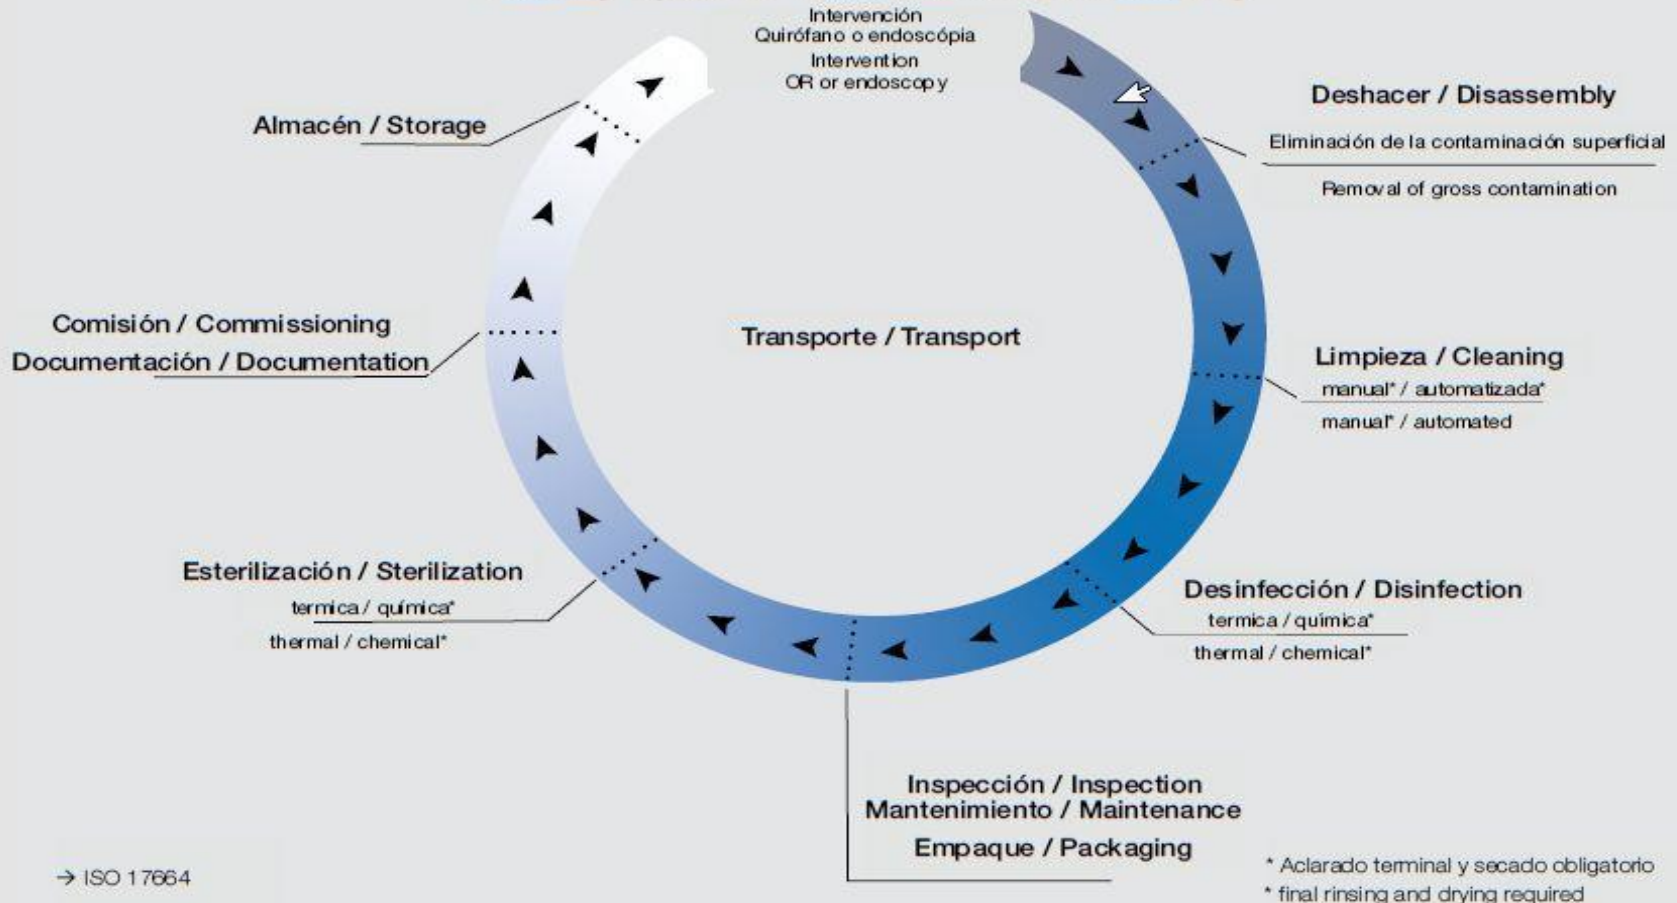 Intervención
Quirófano o endoscópia
Intervention
OR or endoscopy
Deshacer / Disassembly
Eliminación de la contaminación superficial
Removal of gross contamination
Almacén / Storage
Comisión / Commissioning
Documentación / Documentation
Transporte / Transport
Limpieza / Cleaning
manual* / automatizada*
manual* / automated
Esterilización / Sterilization
termica / química*
thermal / chemical*
Desinfección / Disinfection
termica / química*
thermal / chemical*
Inspección / Inspection
Mantenimiento / Maintenance
Empaque / Packaging
→ ISO 17664
* Aclarado terminal y secado obligatorio
* final rinsing and drying required